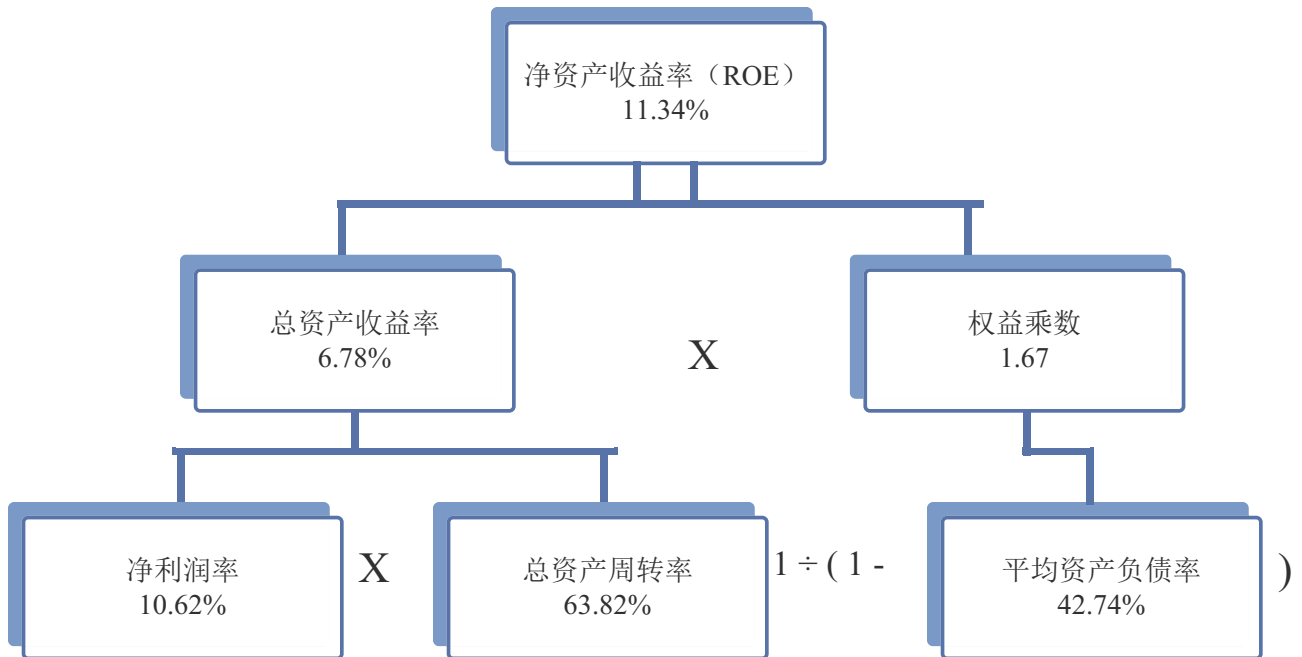 净资产收益率（ROE）
11.34%
总资产收益率
6.78%
X
权益乘数
1.67
净利润率
10.62%
X
总资产周转率
63.82%
1 ÷ ( 1 -
平均资产负债率
42.74%
)